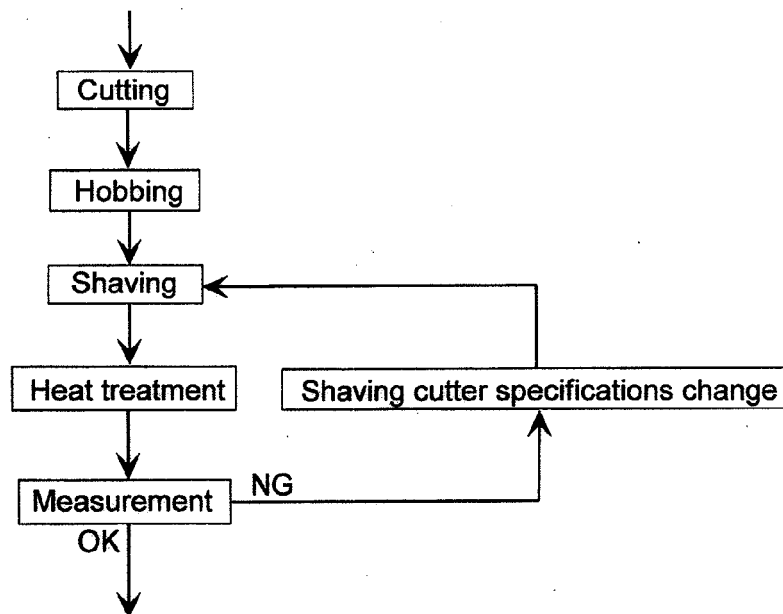 Cutting
Hobbing
Shaving
Heat treatment
Shaving cutter specifications change
Measurement
NG
OK